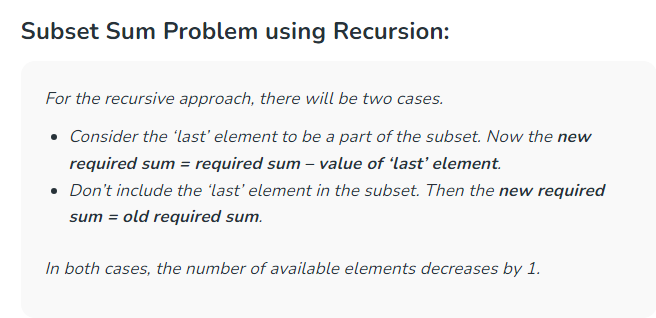 Subset Sum Problem using Recursion:
For the recursive approach, there will be two cases.
• Consider the ‘last’ element to be a part of the subset. Now the new
required sum = required sum – value of ‘last’ element.
• Don’t include the ‘last’ element in the subset. Then the new required
sum = old required sum.
In both cases, the number of available elements decreases by 1.